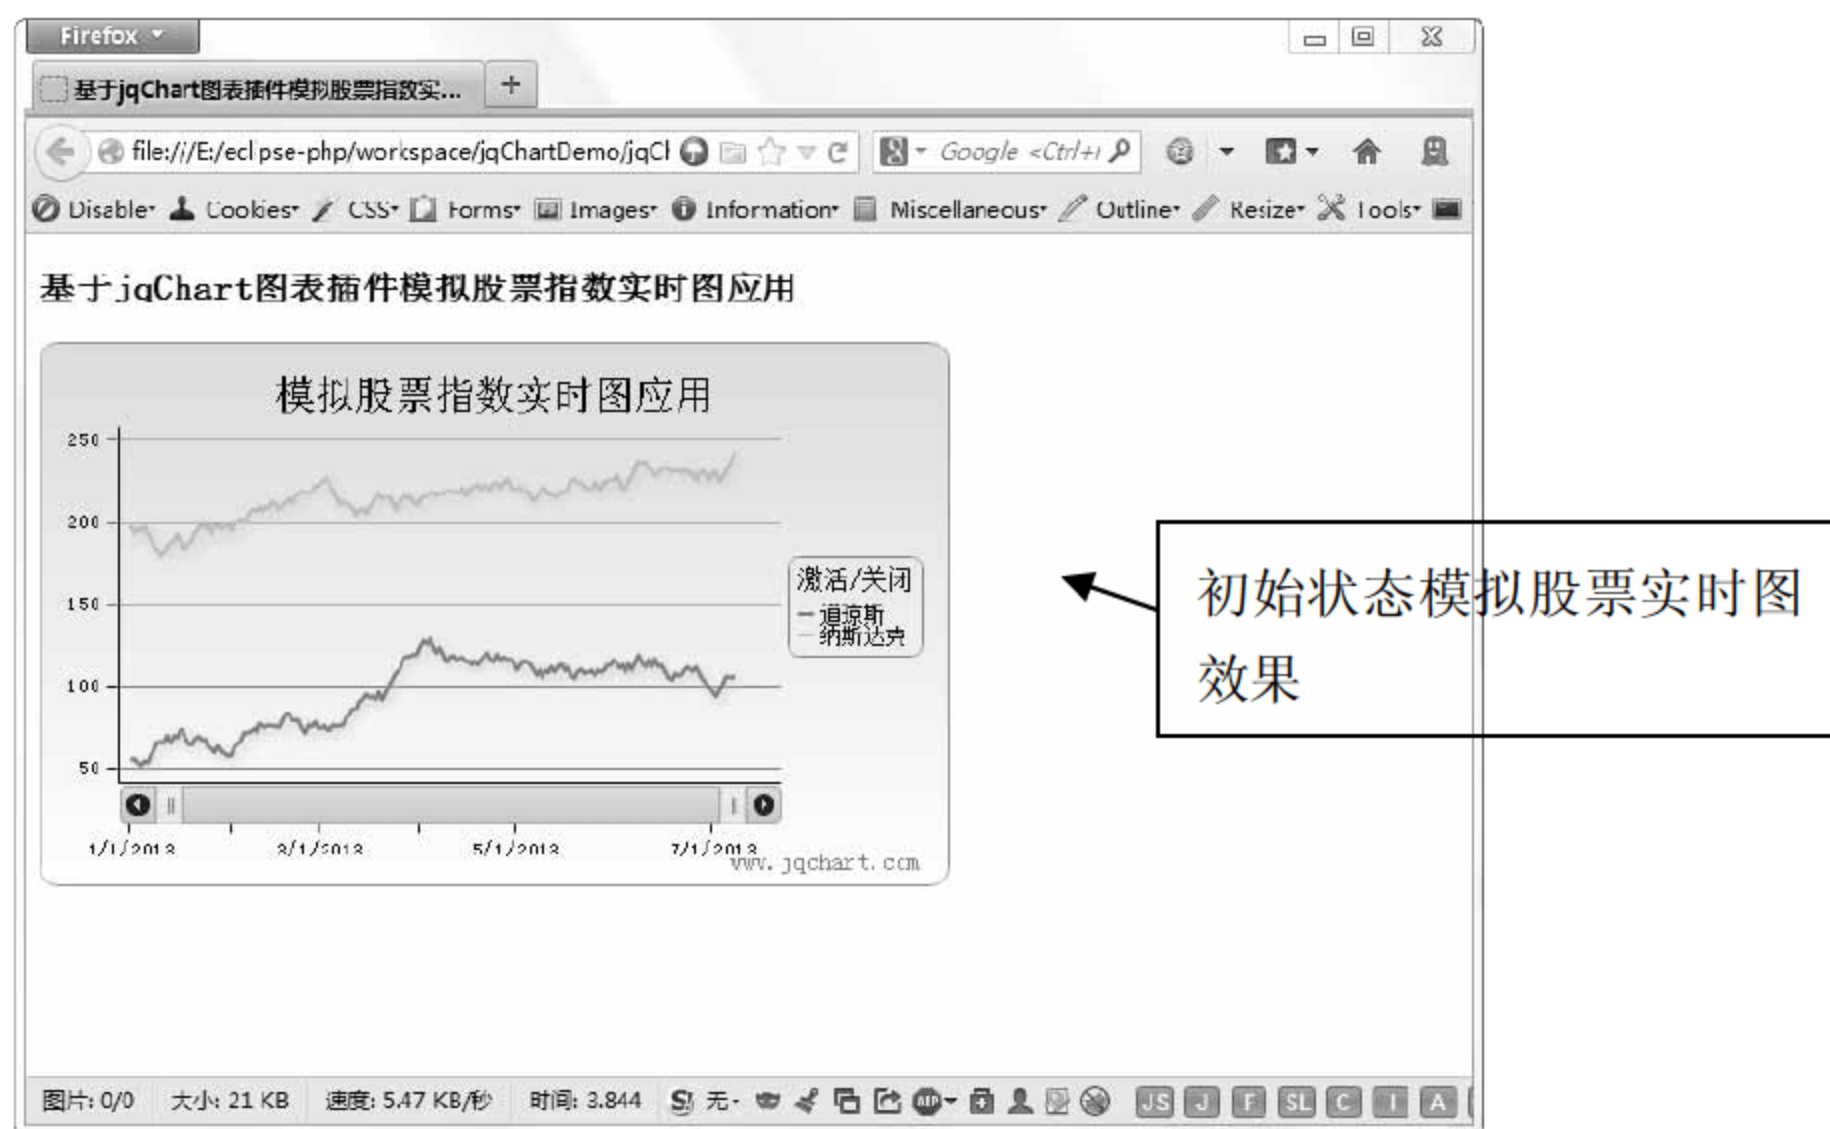 Firefox
基于jqChart图表插件模拟股票指数实...
file:///E:/eclipse-php/workspace/jqChartDemo/jqCl
Google <Ctrl+I
Disable Cookies CSS Forms Images Information Miscellaneous Outline Resize Tools
基于jqChart图表插件模拟股票指数实时图应用
模拟股票指数实时图应用
250
200
150
100
50
激活/关闭
道琼斯
纳斯达克
1/1/2013 3/1/2013 5/1/2013 7/1/2013
www.jqchart.com
初始状态模拟股票实时图
效果
图片: 0/0 大小: 21 KB 速度: 5.47 KB/秒 时间: 3.844 S! 无 ABP JS J F SL C I A